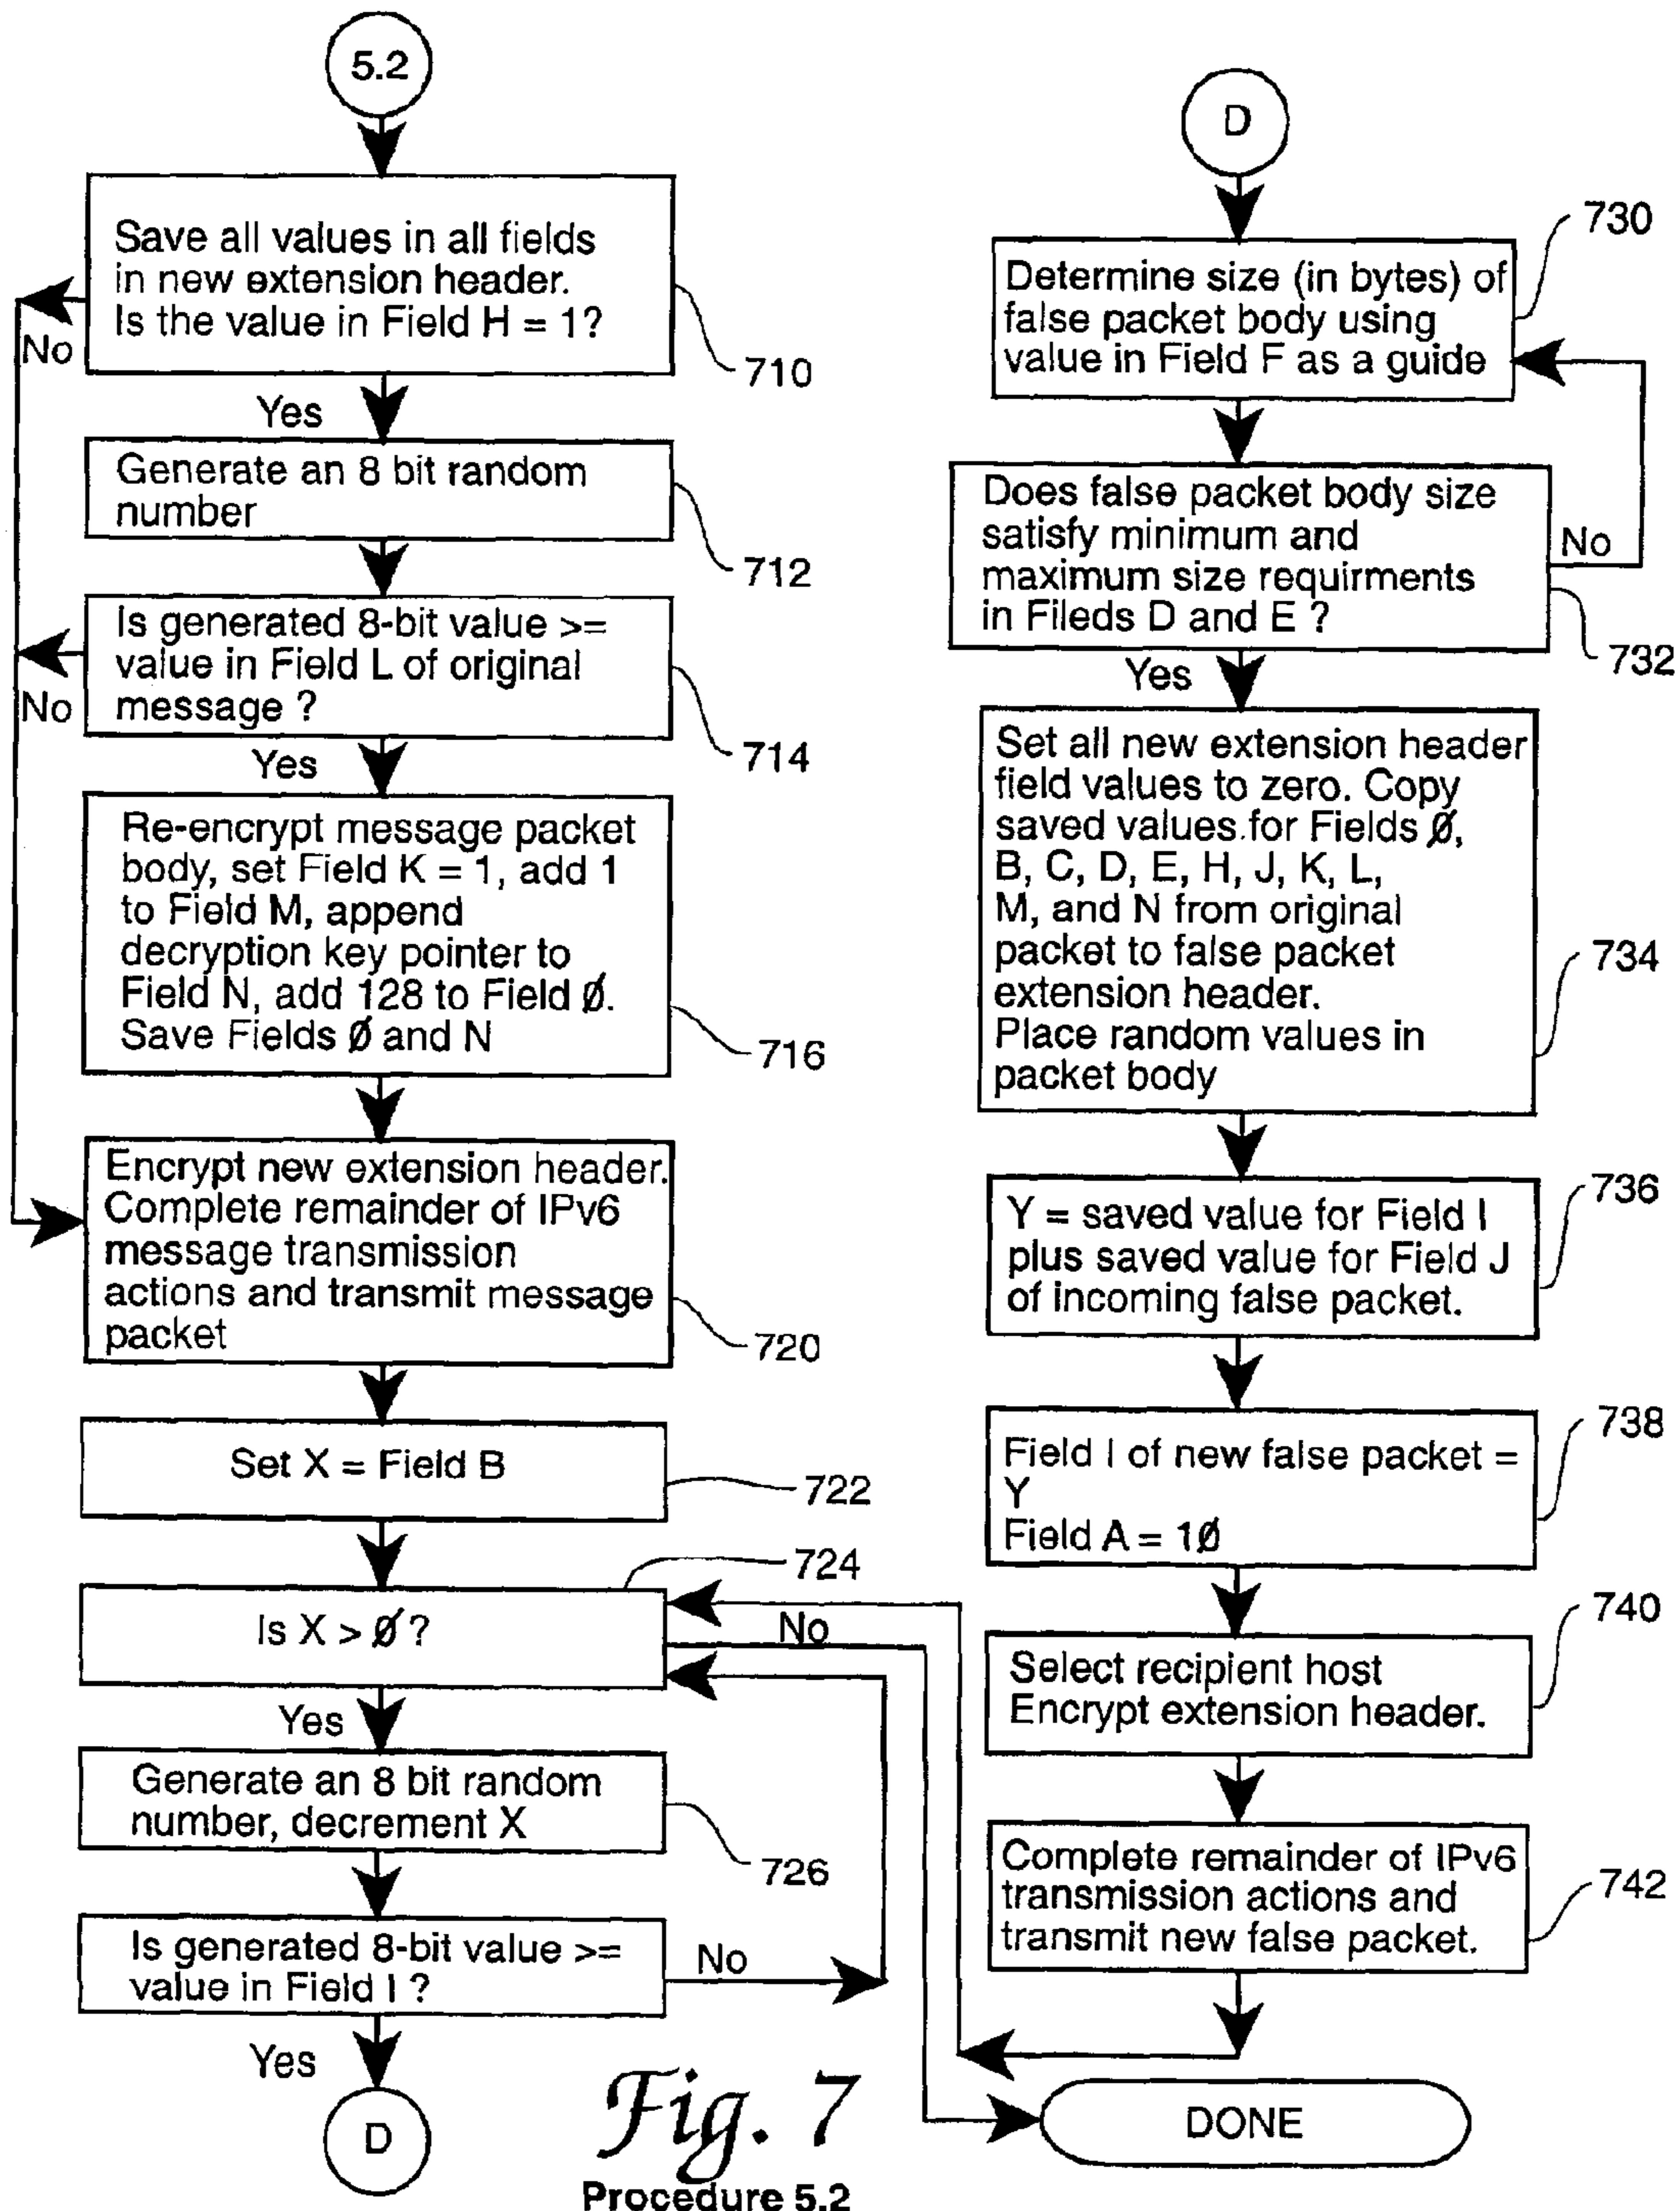 5.2
Save all values in all fields
in new extension header.
Is the value in Field H = 1?
710
No
Yes
Generate an 8 bit random
number
712
Is generated 8-bit value >=
value in Field L of original
message ?
714
No
Yes
Re-encrypt message packet
body, set Field K = 1, add 1
to Field M, append
decryption key pointer to
Field N, add 128 to Field Ø.
Save Fields Ø and N
716
Encrypt new extension header.
Complete remainder of IPv6
message transmission
actions and transmit message
packet
720
Set X = Field B
722
724
Is X > Ø ?
No
Yes
Generate an 8 bit random
number, decrement X
726
Is generated 8-bit value >=
value in Field I ?
No
Yes
D
D
730
Determine size (in bytes) of
false packet body using
value in Field F as a guide
Does false packet body size
satisfy minimum and
maximum size requirments
in Fileds D and E ?
No
732
Yes
Set all new extension header
field values to zero. Copy
saved values for Fields Ø,
B, C, D, E, H, J, K, L,
M, and N from original
packet to false packet
extension header.
Place random values in
packet body
734
Y = saved value for Field I
plus saved value for Field J
of incoming false packet.
736
Field I of new false packet =
Y
Field A = 1Ø
738
Select recipient host
Encrypt extension header.
740
Complete remainder of IPv6
transmission actions and
transmit new false packet.
742
DONE
Fig. 7
Procedure 5.2